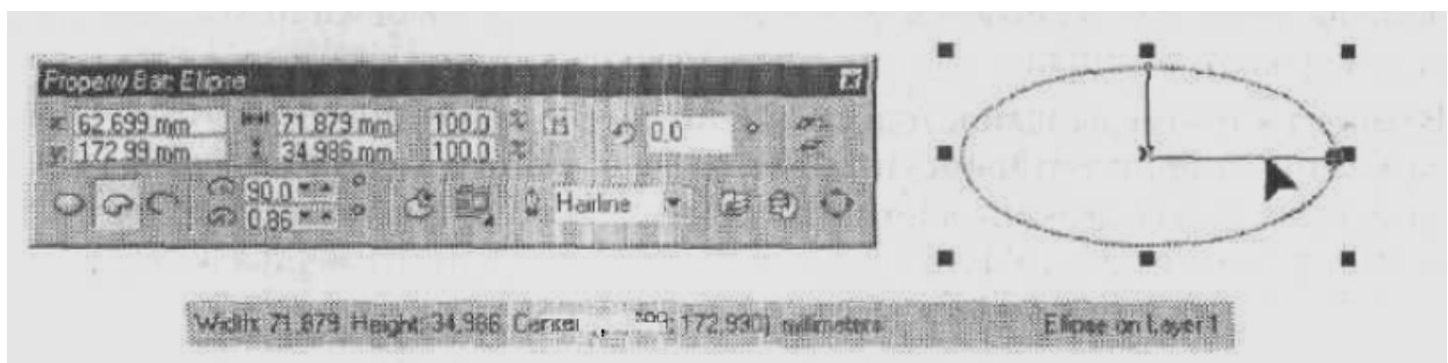 Property Bar: Ellipse
x: 62.699 mm 71.879 mm 100.0 % 0.0 °
y: 172.99 mm 34.986 mm 100.0 %
90.0 °
0.86 ° Hairline
Width: 71.879 Height: 34.986 Center 172.990) millimeters Ellipse on Layer 1